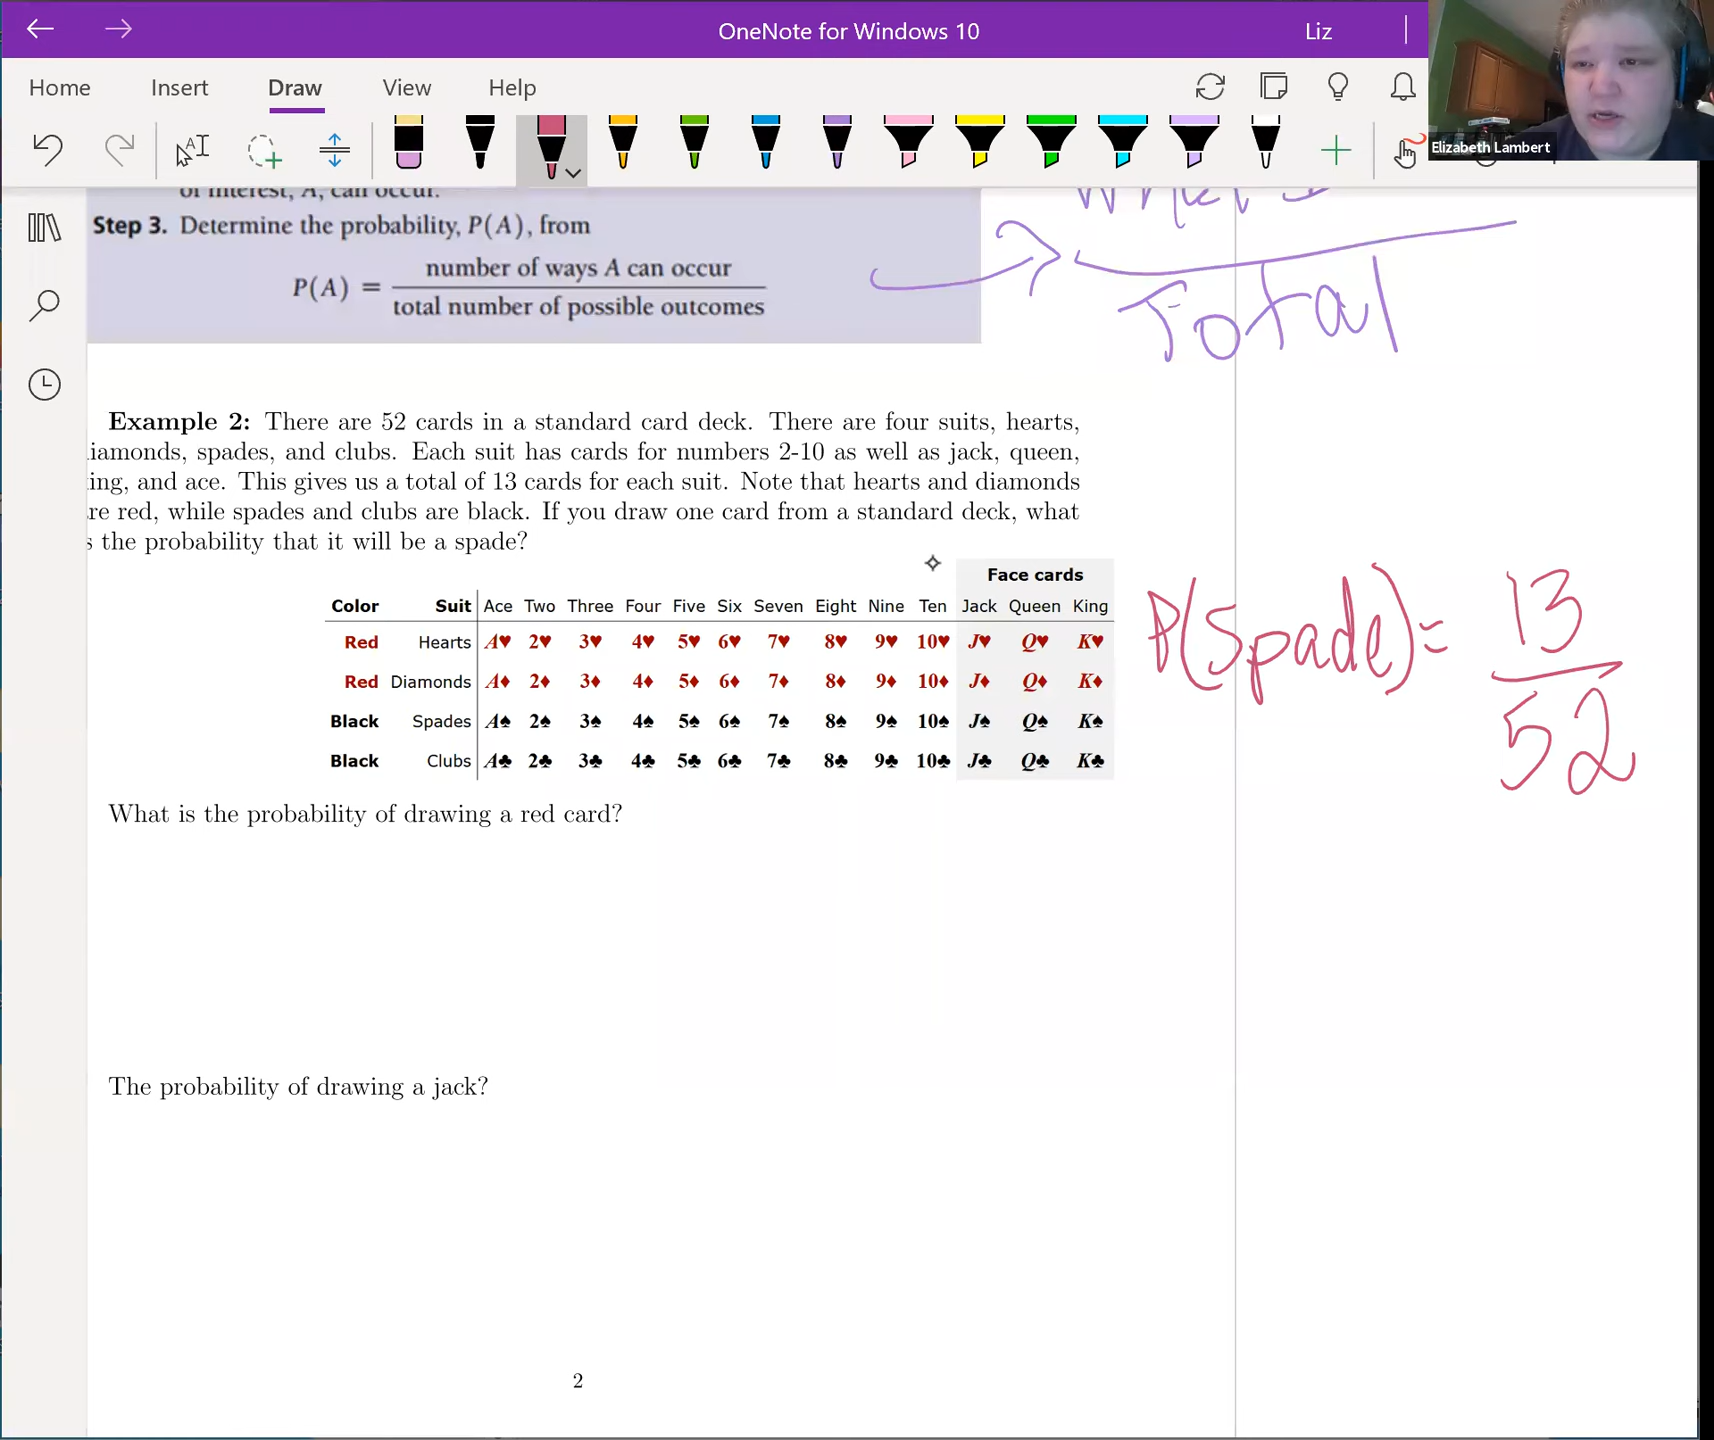 OneNote for Windows 10
Liz
Home Insert Draw View Help
Elizabeth Lambert
of interest, A, can occur.
Step 3. Determine the probability, P(A), from
P(A) = number of ways A can occur
total number of possible outcomes
Total
Example 2: There are 52 cards in a standard card deck. There are four suits, hearts,
iamonds, spades, and clubs. Each suit has cards for numbers 2-10 as well as jack, queen,
ing, and ace. This gives us a total of 13 cards for each suit. Note that hearts and diamonds
re red, while spades and clubs are black. If you draw one card from a standard deck, what
s the probability that it will be a spade?
Face cards
Color Suit Ace Two Three Four Five Six Seven Eight Nine Ten Jack Queen King
Red Hearts A♥ 2♥ 3♥ 4♥ 5♥ 6♥ 7♥ 8♥ 9♥ 10♥ J♥ Q♥ K♥
Red Diamonds A♦ 2♦ 3♦ 4♦ 5♦ 6♦ 7♦ 8♦ 9♦ 10♦ J♦ Q♦ K♦
Black Spades A♠ 2♠ 3♠ 4♠ 5♠ 6♠ 7♠ 8♠ 9♠ 10♠ J♠ Q♠ K♠
Black Clubs A♣ 2♣ 3♣ 4♣ 5♣ 6♣ 7♣ 8♣ 9♣ 10♣ J♣ Q♣ K♣
P(Spade) = 13
52
What is the probability of drawing a red card?
The probability of drawing a jack?
2